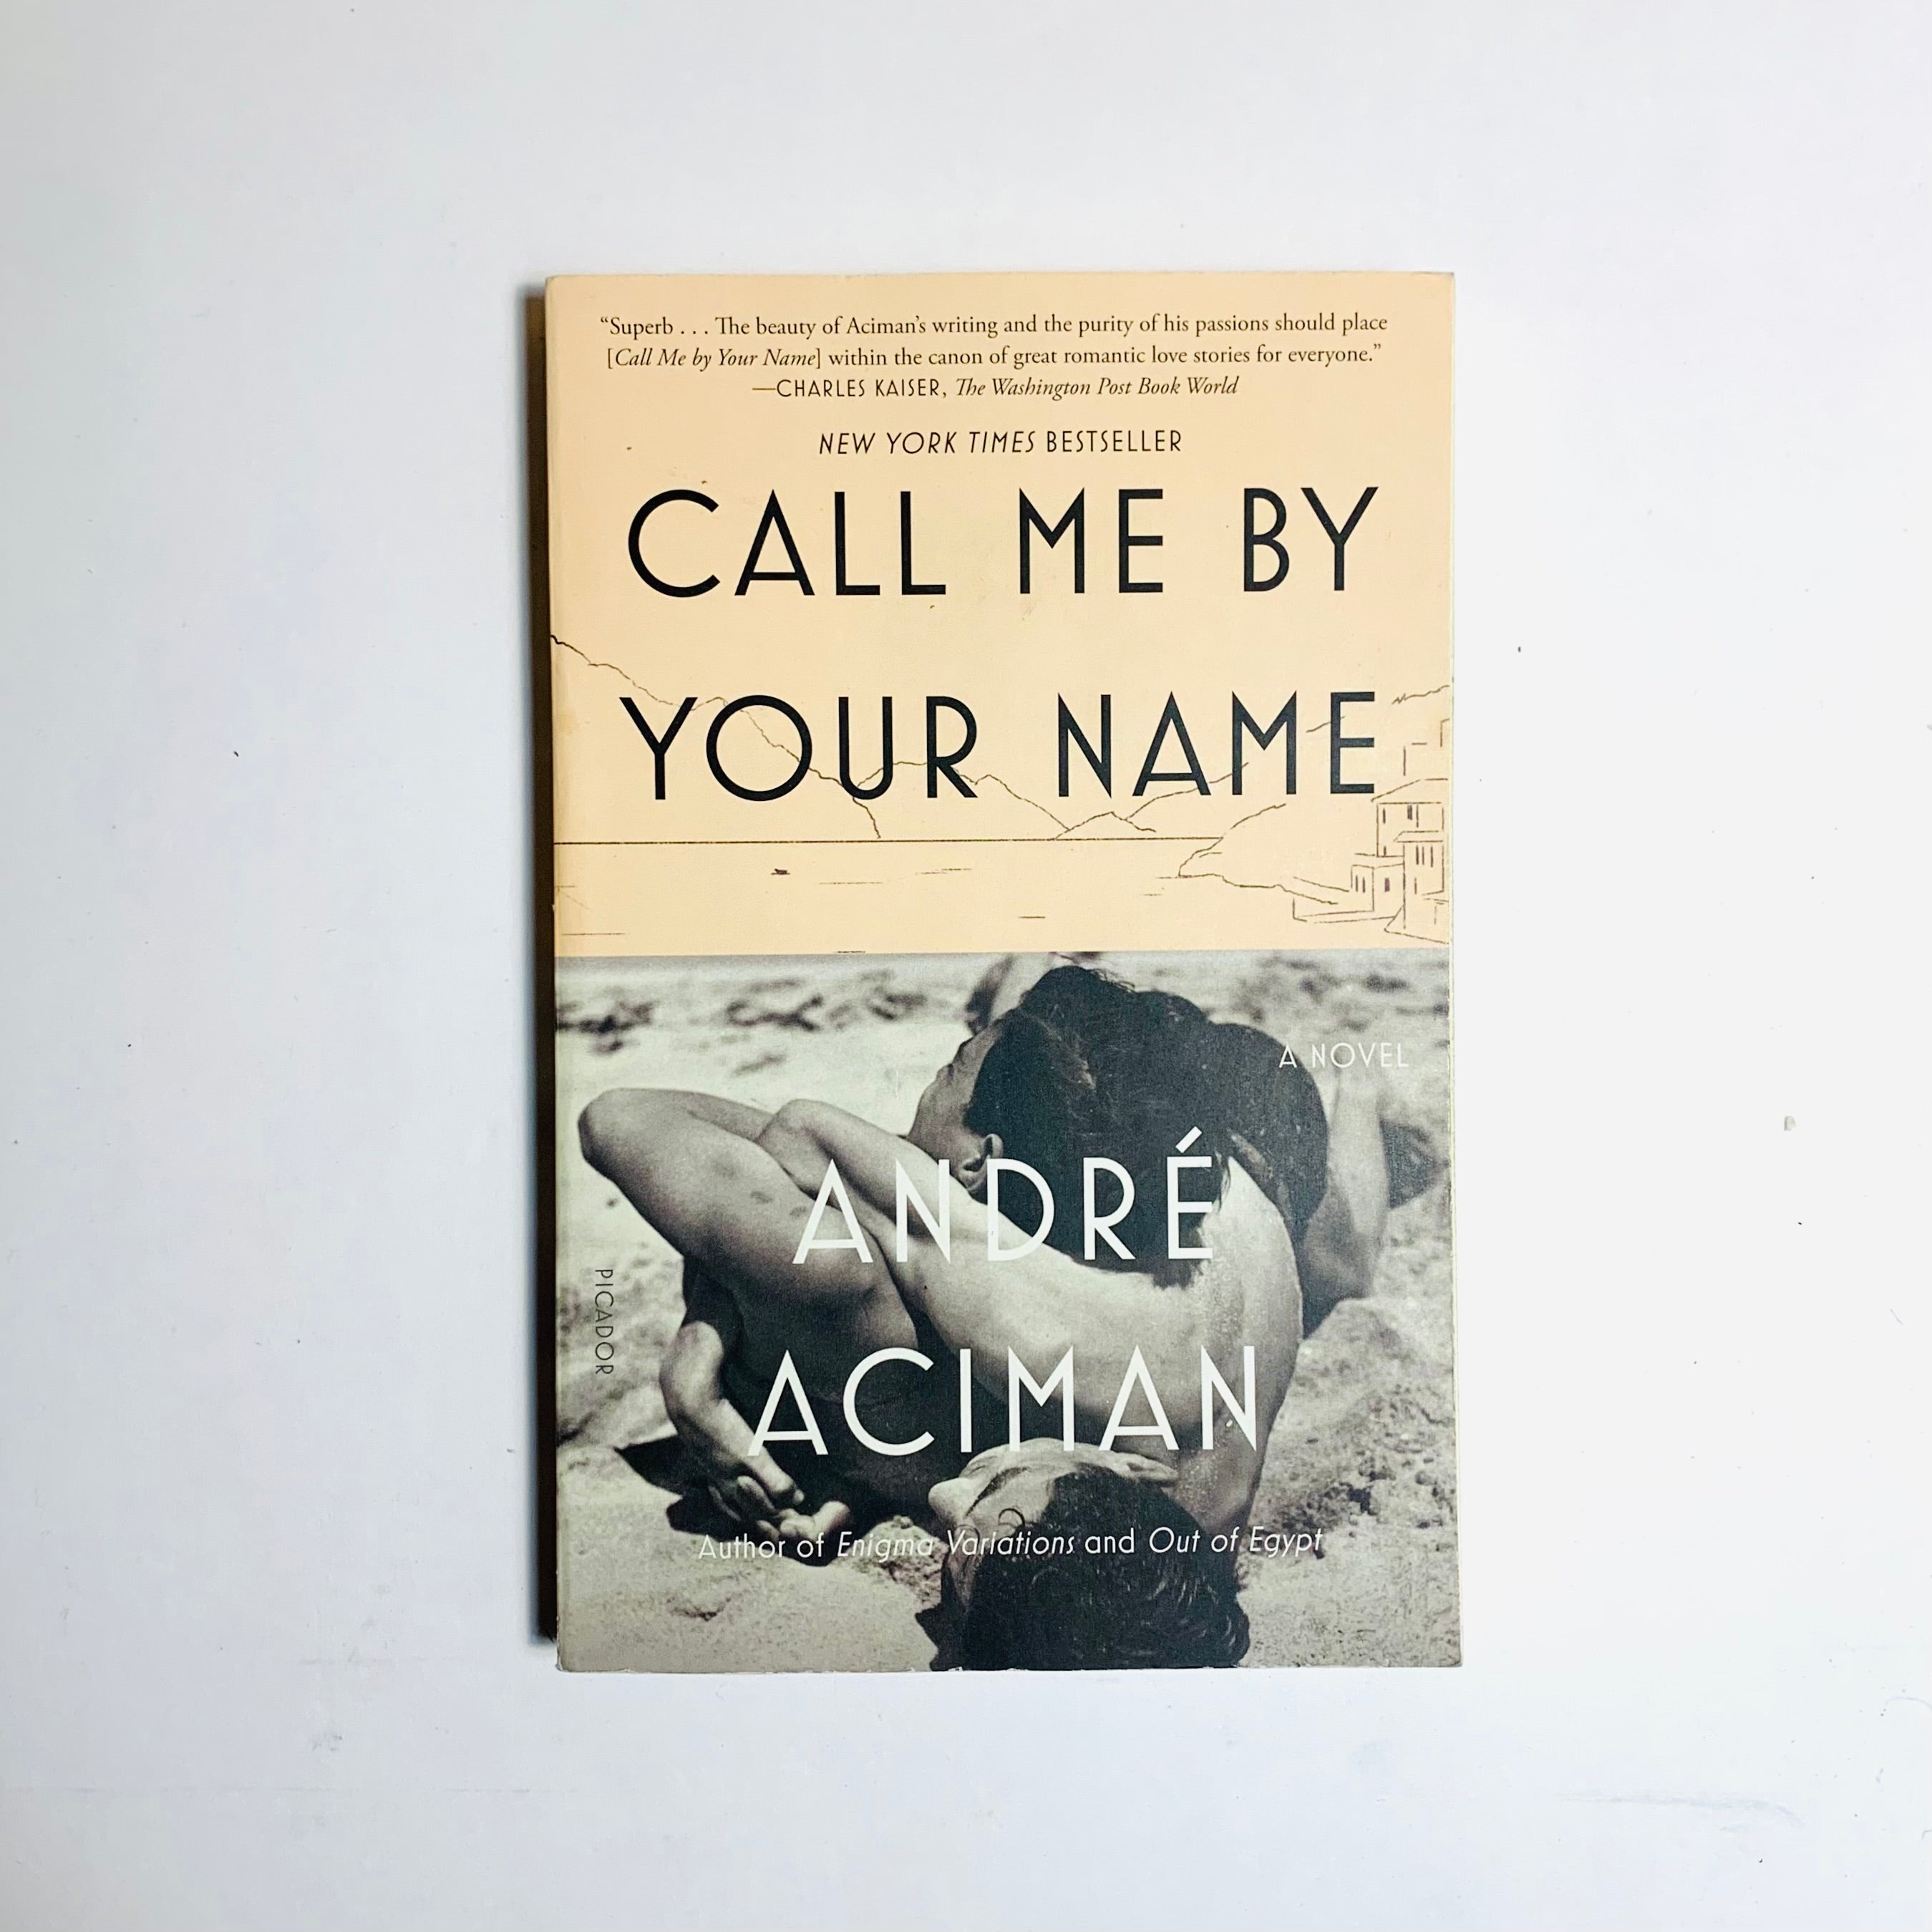 “Superb . . . The beauty of Aciman’s writing and the purity of his passions should place
[Call Me by Your Name] within the canon of great romantic love stories for everyone.”
—CHARLES KAISER, The Washington Post Book World
NEW YORK TIMES BESTSELLER
CALL ME BY
YOUR NAME
A NOVEL
ANDRÉ
ACIMAN
PICADOR
Author of Enigma Variations and Out of Egypt